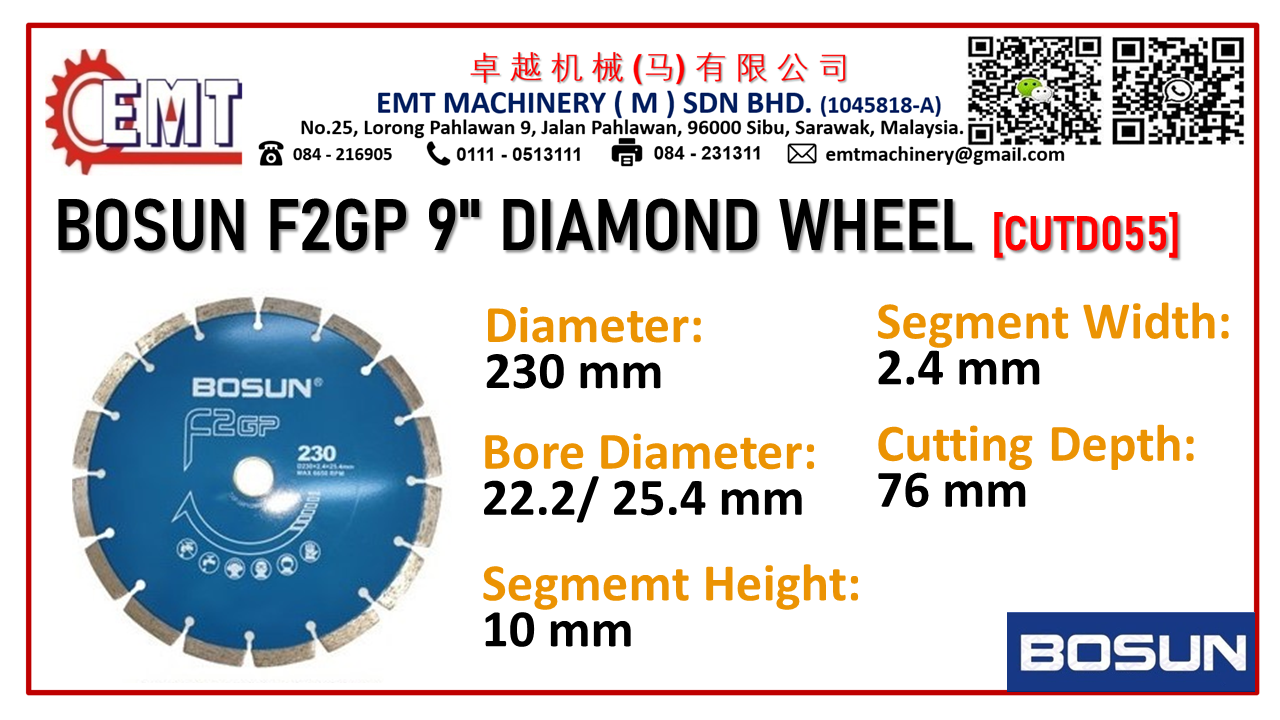 EMT
卓越机械(马)有限公司
EMT MACHINERY ( M ) SDN BHD. (1045818-A)
No.25, Lorong Pahlawan 9, Jalan Pahlawan, 96000 Sibu, Sarawak, Malaysia.
084 - 216905 0111 - 0513111 084 - 231311 emtmachinery@gmail.com
BOSUN F2GP 9" DIAMOND WHEEL [CUTD055]
BOSUN®
F2GP
230
D230×2.4×25.4mm
MAX 6650 RPM
Diameter:
230 mm
Bore Diameter:
22.2/ 25.4 mm
Segmemt Height:
10 mm
Segment Width:
2.4 mm
Cutting Depth:
76 mm
BOSUN